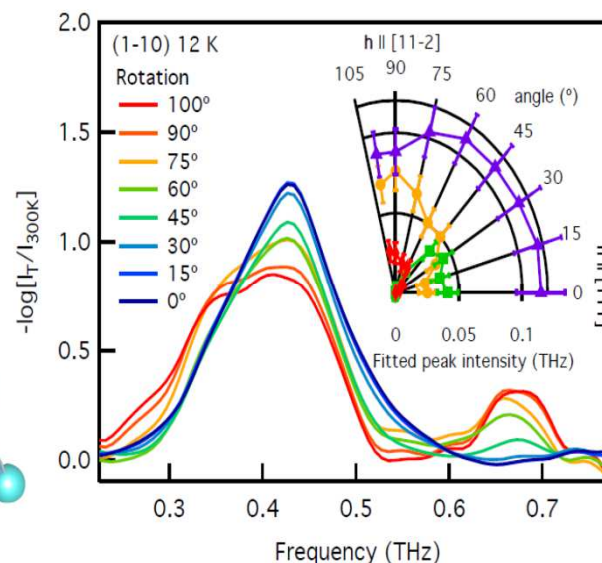 2.0
1.5
1.0
0.5
0.0
-log[I_T/I_300K]
(1-10) 12 K
Rotation
100º
90º
75º
60º
45º
30º
15º
0º
h || [11-2]
105
90
75
60
45
30
15
0
angle (º)
0
0.05
0.1
Fitted peak intensity (THz)
0.3
0.4
0.5
0.6
0.7
Frequency (THz)